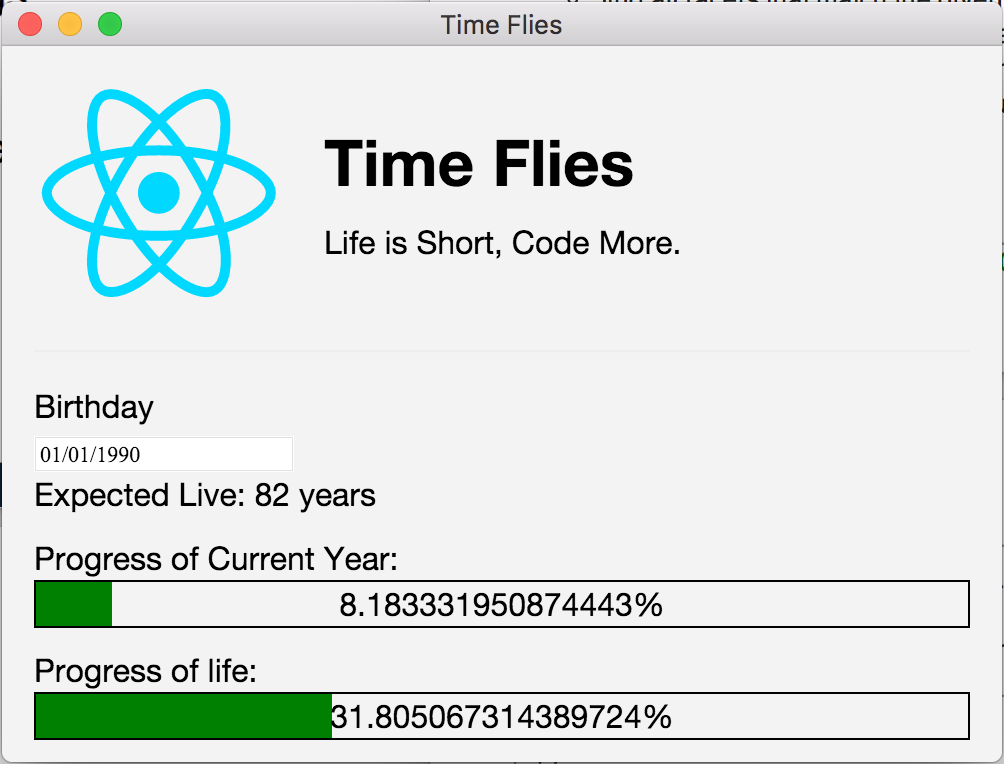 Time Flies
Time Flies
Life is Short, Code More.
Birthday
01/01/1990
Expected Live: 82 years
Progress of Current Year:
8.183331950874443%
Progress of life:
31.805067314389724%